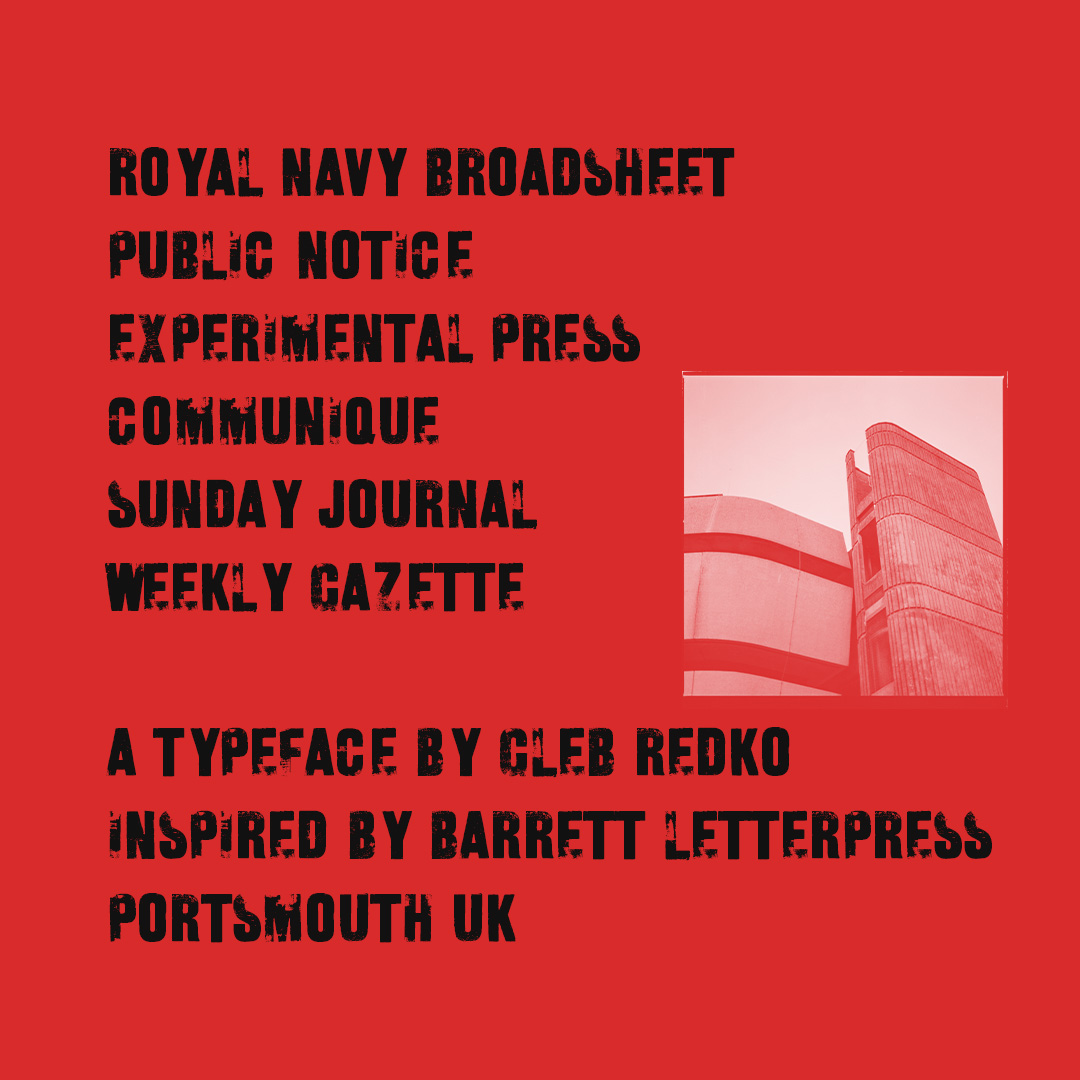 ROYAL NAVY BROADSHEET
PUBLIC NOTICE
EXPERIMENTAL PRESS
COMMUNIQUE
SUNDAY JOURNAL
WEEKLY GAZETTE
A TYPEFACE BY GLEB REDKO
INSPIRED BY BARRETT LETTERPRESS
PORTSMOUTH UK